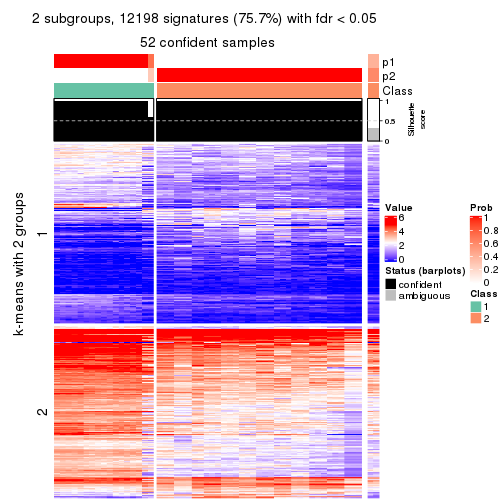 2 subgroups, 12198 signatures (75.7%) with fdr < 0.05
52 confident samples
p1
p2
Class
1
0.5
0
Silhouette
score
k-means with 2 groups
1
2
Value
6
4
2
0
Status (barplots)
confident
ambiguous
Prob
1
0.8
0.6
0.4
0.2
0
Class
1
2